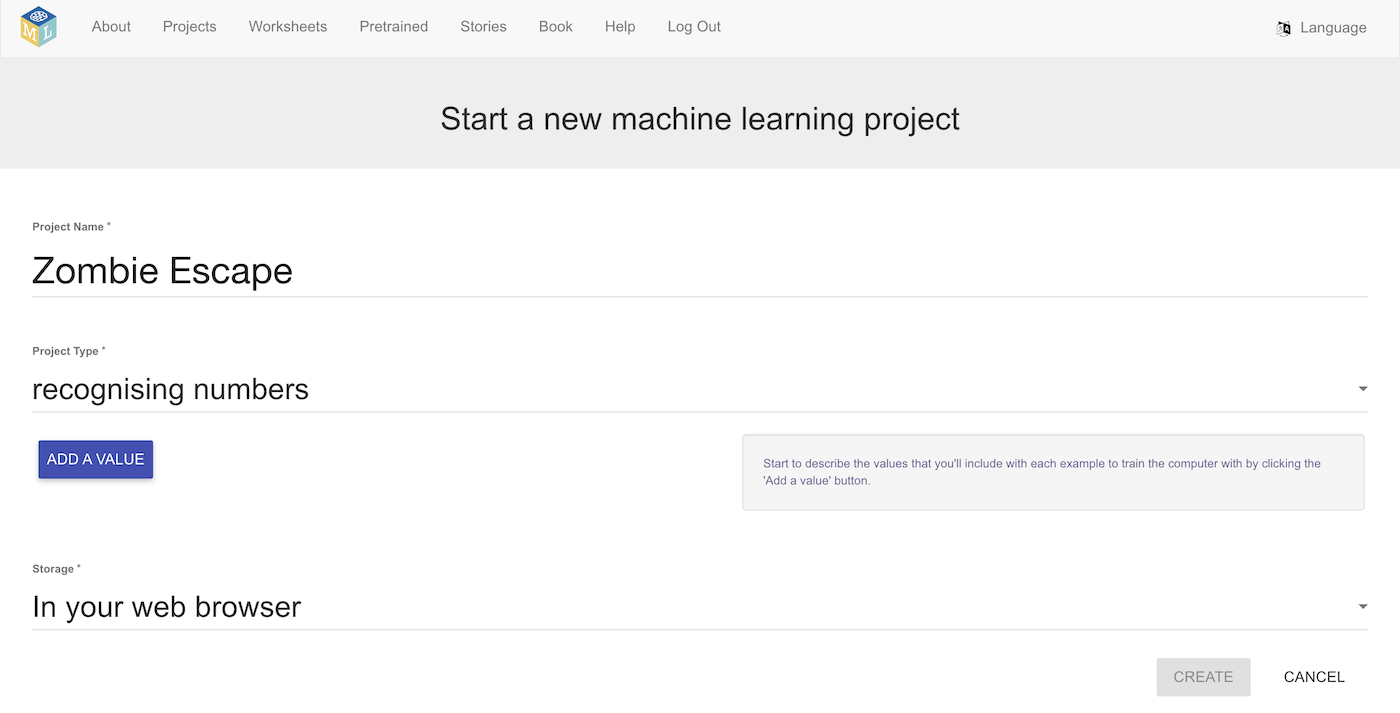 M L
About Projects Worksheets Pretrained Stories Book Help Log Out Language
Start a new machine learning project
Project Name *
Zombie Escape
Project Type *
recognising numbers
ADD A VALUE
Start to describe the values that you'll include with each example to train the computer with by clicking the
'Add a value' button.
Storage *
In your web browser
CREATE CANCEL